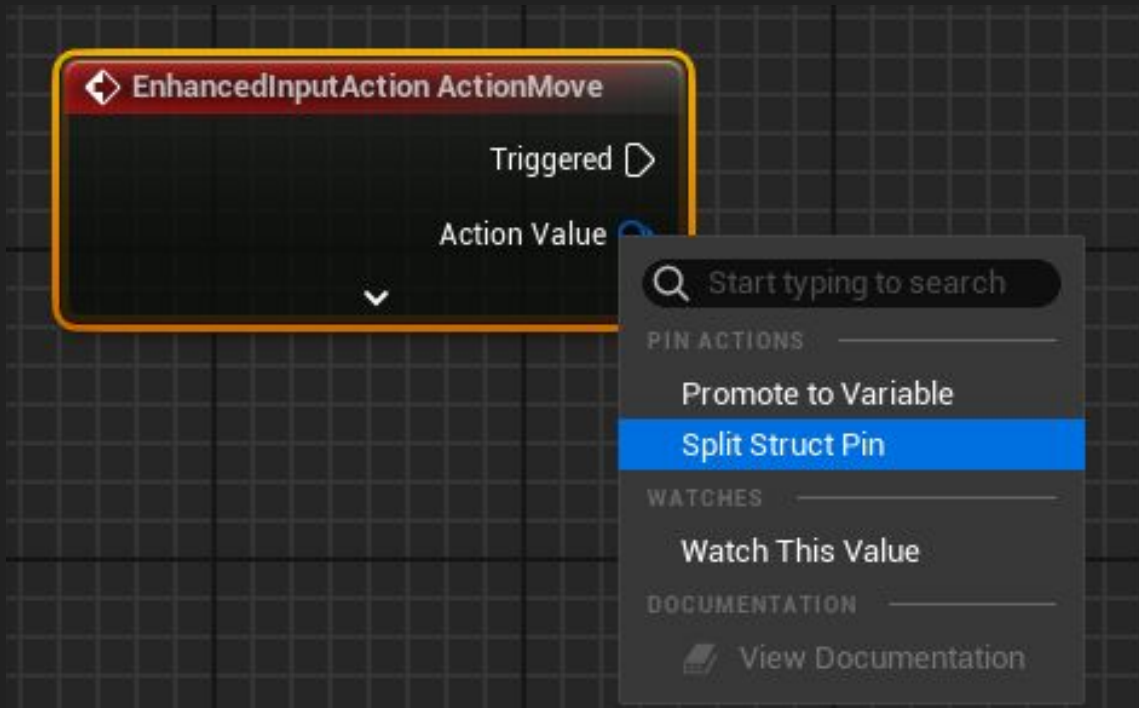 EnhancedInputAction ActionMove
Triggered
Action Value
Start typing to search
PIN ACTIONS
Promote to Variable
Split Struct Pin
WATCHES
Watch This Value
DOCUMENTATION
View Documentation